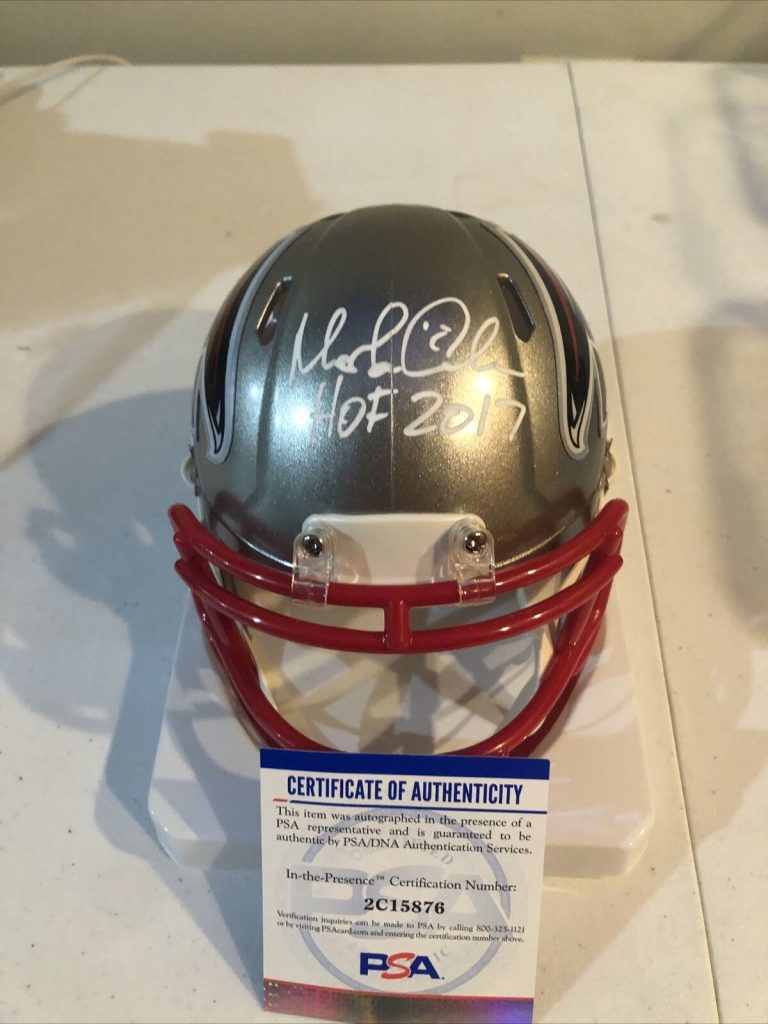 HOF 2017
CERTIFICATE OF AUTHENTICITY
This item was autographed in the presence of a
PSA representative and is guaranteed to be
authentic by PSA/DNA Authentication Services.
In-the-Presence™ Certification Number:
2C15876
Verification inquiries can be made to PSA by calling 800-325-1121
or by visiting PSAcard.com and entering the certification number above.
PSA